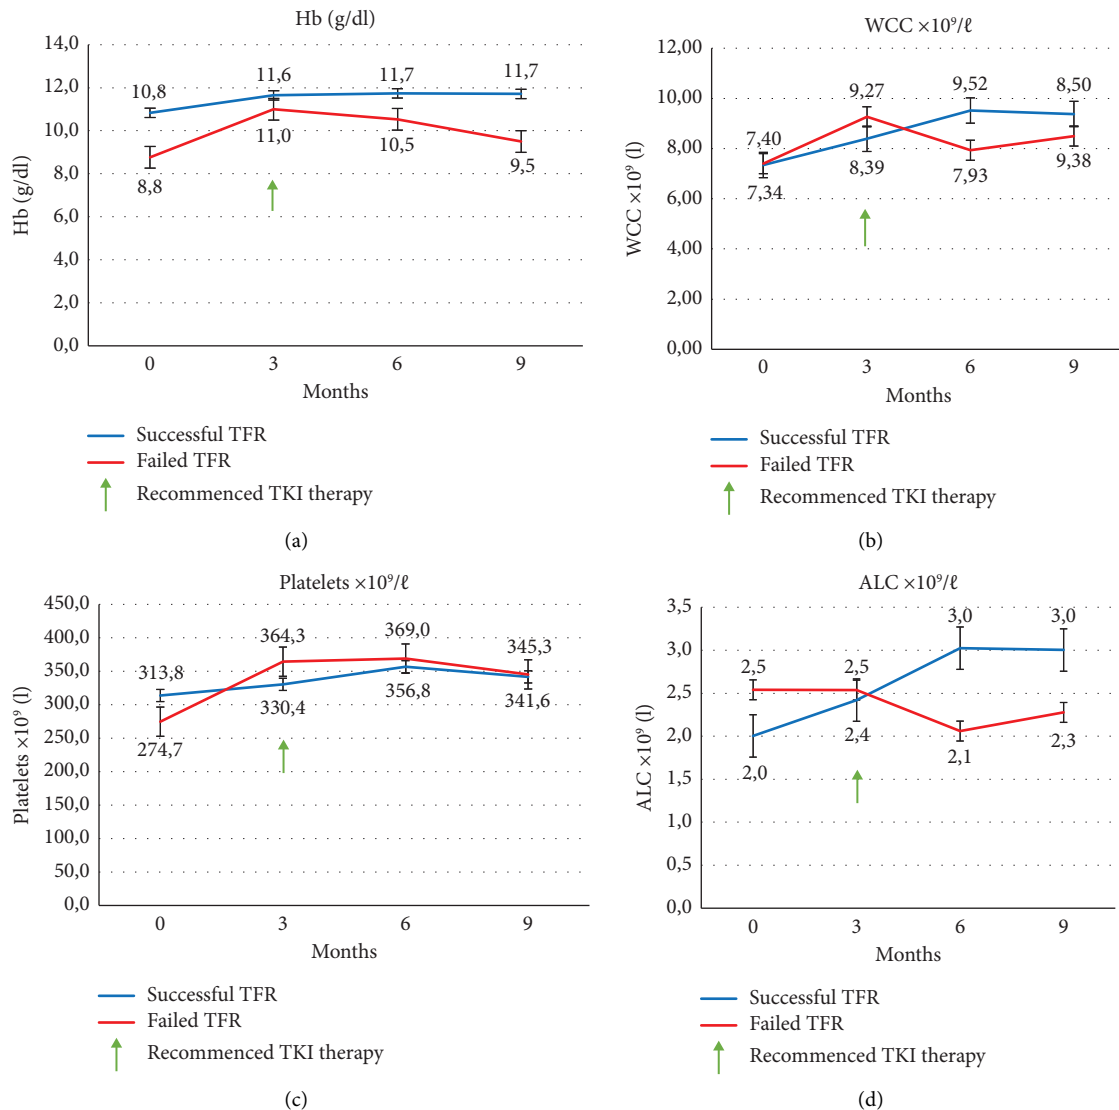 Hb (g/dl)
14,0
12,0
10,0
8,0
6,0
4,0
2,0
0,0
Hb (g/dl)
10,8
11,6
11,7
11,7
8,8
11,0
10,5
9,5
0 3 6 9
Months
Successful TFR
Failed TFR
Recommenced TKI therapy
(a)
WCC ×10⁹/ℓ
12,00
10,00
8,00
6,00
4,00
2,00
0,00
WCC ×10⁹ (l)
7,40
9,27
9,52
8,50
7,34
8,39
7,93
9,38
0 3 6 9
Months
Successful TFR
Failed TFR
Recommenced TKI therapy
(b)
Platelets ×10⁹/ℓ
450,0
400,0
350,0
300,0
250,0
200,0
150,0
100,0
50,0
0,0
Platelets ×10⁹ (l)
313,8
364,3
369,0
345,3
274,7
330,4
356,8
341,6
0 3 6 9
Months
Successful TFR
Failed TFR
Recommenced TKI therapy
(c)
ALC ×10⁹/ℓ
3,5
3,0
2,5
2,0
1,5
1,0
0,5
0,0
ALC ×10⁹ (l)
2,5
2,5
3,0
3,0
2,0
2,4
2,1
2,3
0 3 6 9
Months
Successful TFR
Failed TFR
Recommenced TKI therapy
(d)